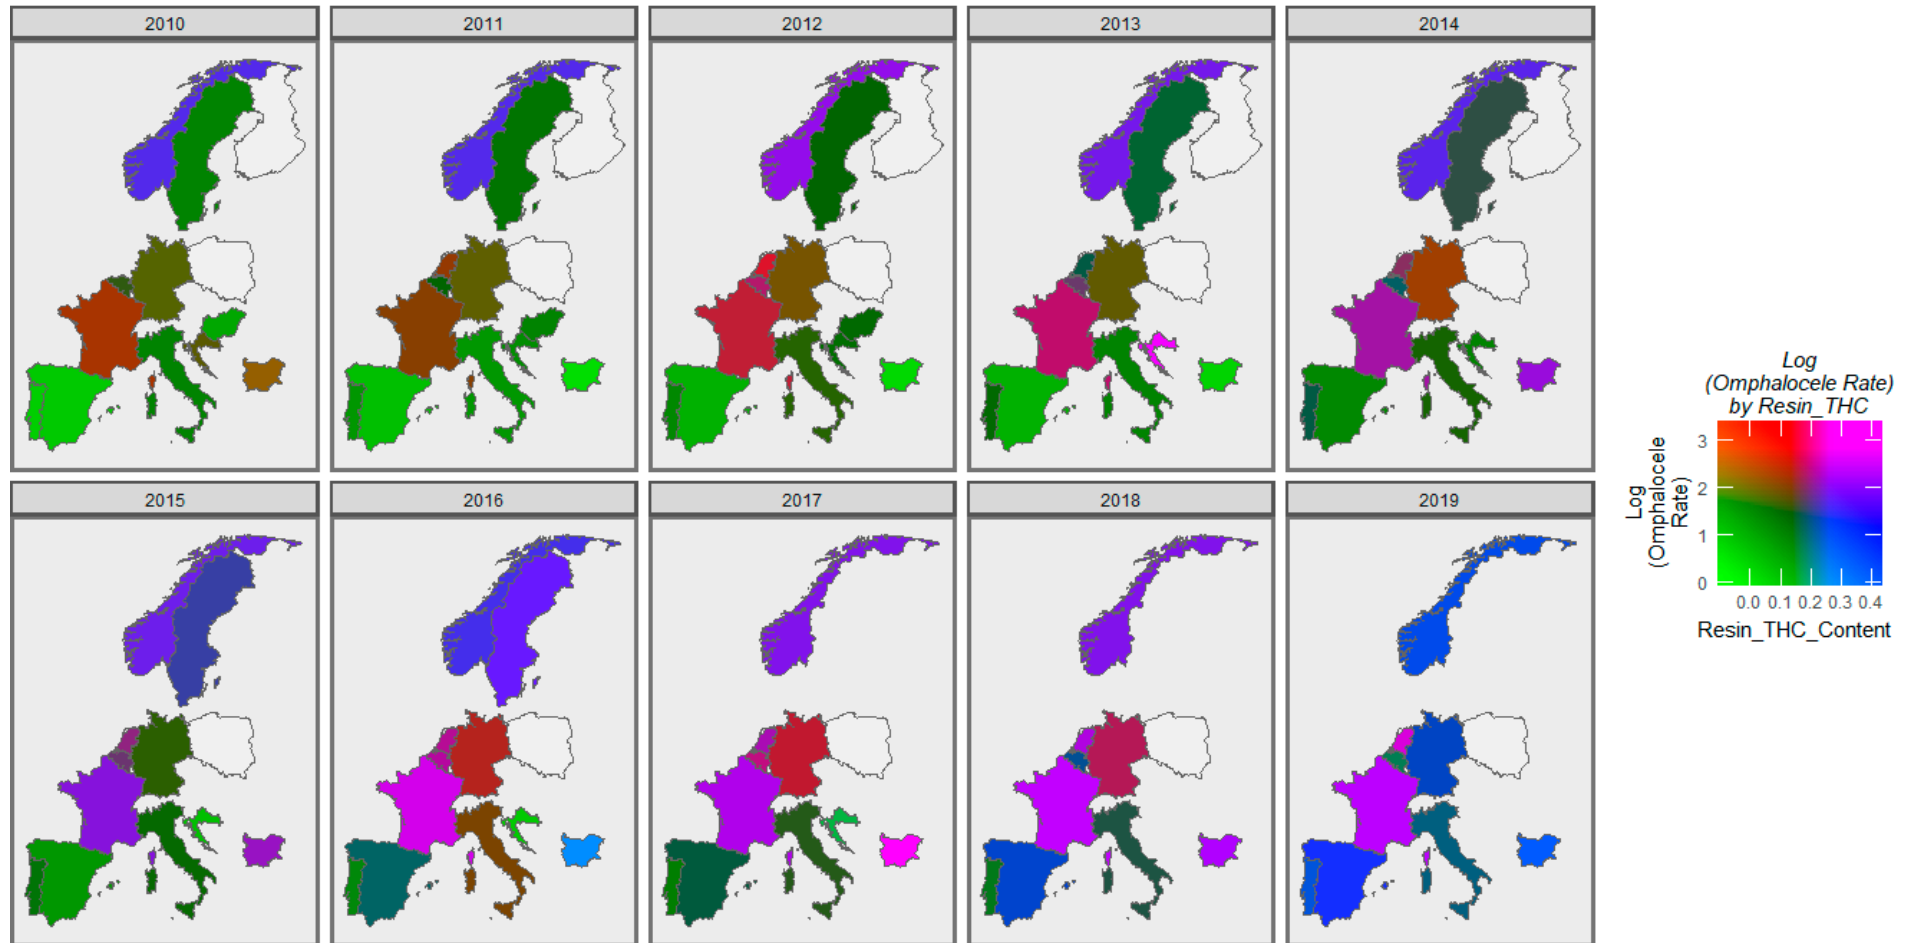 2010
2011
2012
2013
2014
2015
2016
2017
2018
2019
Log
(Omphalocele Rate)
by Resin_THC
Log
(Omphalocele
Rate)
3
2
1
0
0.0 0.1 0.2 0.3 0.4
Resin_THC_Content